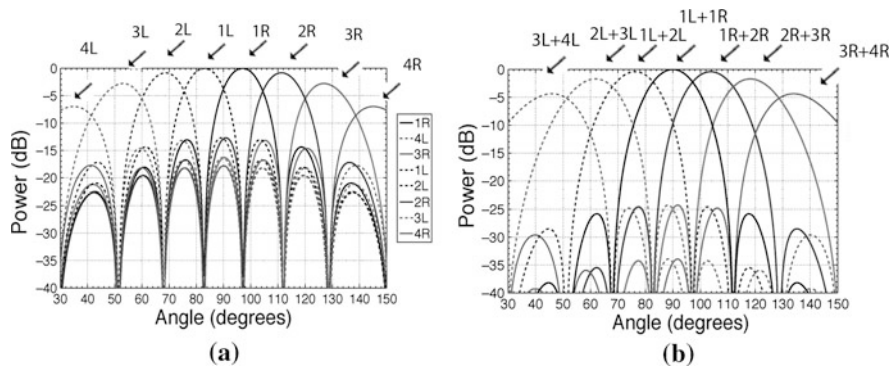 4L 3L 2L 1L 1R 2R 3R 4R
0
−5
−10
−15
−20
−25
−30
−35
−40
Power (dB)
30 40 50 60 70 80 90 100 110 120 130 140 150
Angle (degrees)
1R
4L
3R
1L
2L
2R
3L
4R
(a)
1L+1R
3L+4L 2L+3L 1L+2L 1R+2R 2R+3R 3R+4R
0
−5
−10
−15
−20
−25
−30
−35
−40
Power (dB)
30 40 50 60 70 80 90 100 110 120 130 140 150
Angle (degrees)
(b)